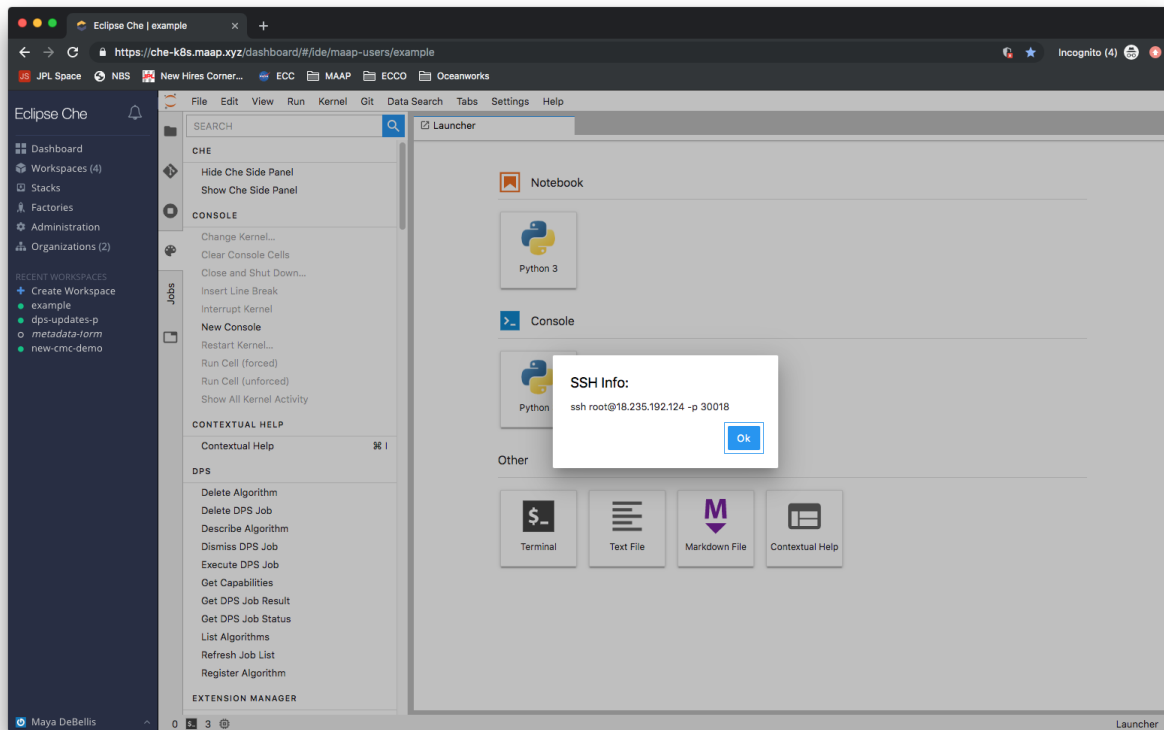 Eclipse Che | example
https://che-k8s.maap.xyz/dashboard/#/ide/maap-users/example
Incognito (4)
JS JPL Space
NBS
JPL New Hires Corner...
ECC
MAAP
ECCO
Oceanworks
Eclipse Che
Dashboard
Workspaces (4)
Stacks
Factories
Administration
Organizations (2)
RECENT WORKSPACES
Create Workspace
example
dps-updates-p
metadata-form
new-cmc-demo
Maya DeBellis
File Edit View Run Kernel Git Data Search Tabs Settings Help
Jobs
SEARCH
CHE
Hide Che Side Panel
Show Che Side Panel
CONSOLE
Change Kernel...
Clear Console Cells
Close and Shut Down...
Insert Line Break
Interrupt Kernel
New Console
Restart Kernel...
Run Cell (forced)
Run Cell (unforced)
Show All Kernel Activity
CONTEXTUAL HELP
Contextual Help ⌘ I
DPS
Delete Algorithm
Delete DPS Job
Describe Algorithm
Dismiss DPS Job
Execute DPS Job
Get Capabilities
Get DPS Job Result
Get DPS Job Status
List Algorithms
Refresh Job List
Register Algorithm
EXTENSION MANAGER
Launcher
Notebook
Python 3
Console
Python
SSH Info:
ssh root@18.235.192.124 -p 30018
Ok
Other
$_
Terminal
Text File
M
Markdown File
Contextual Help
0 $_ 3
Launcher